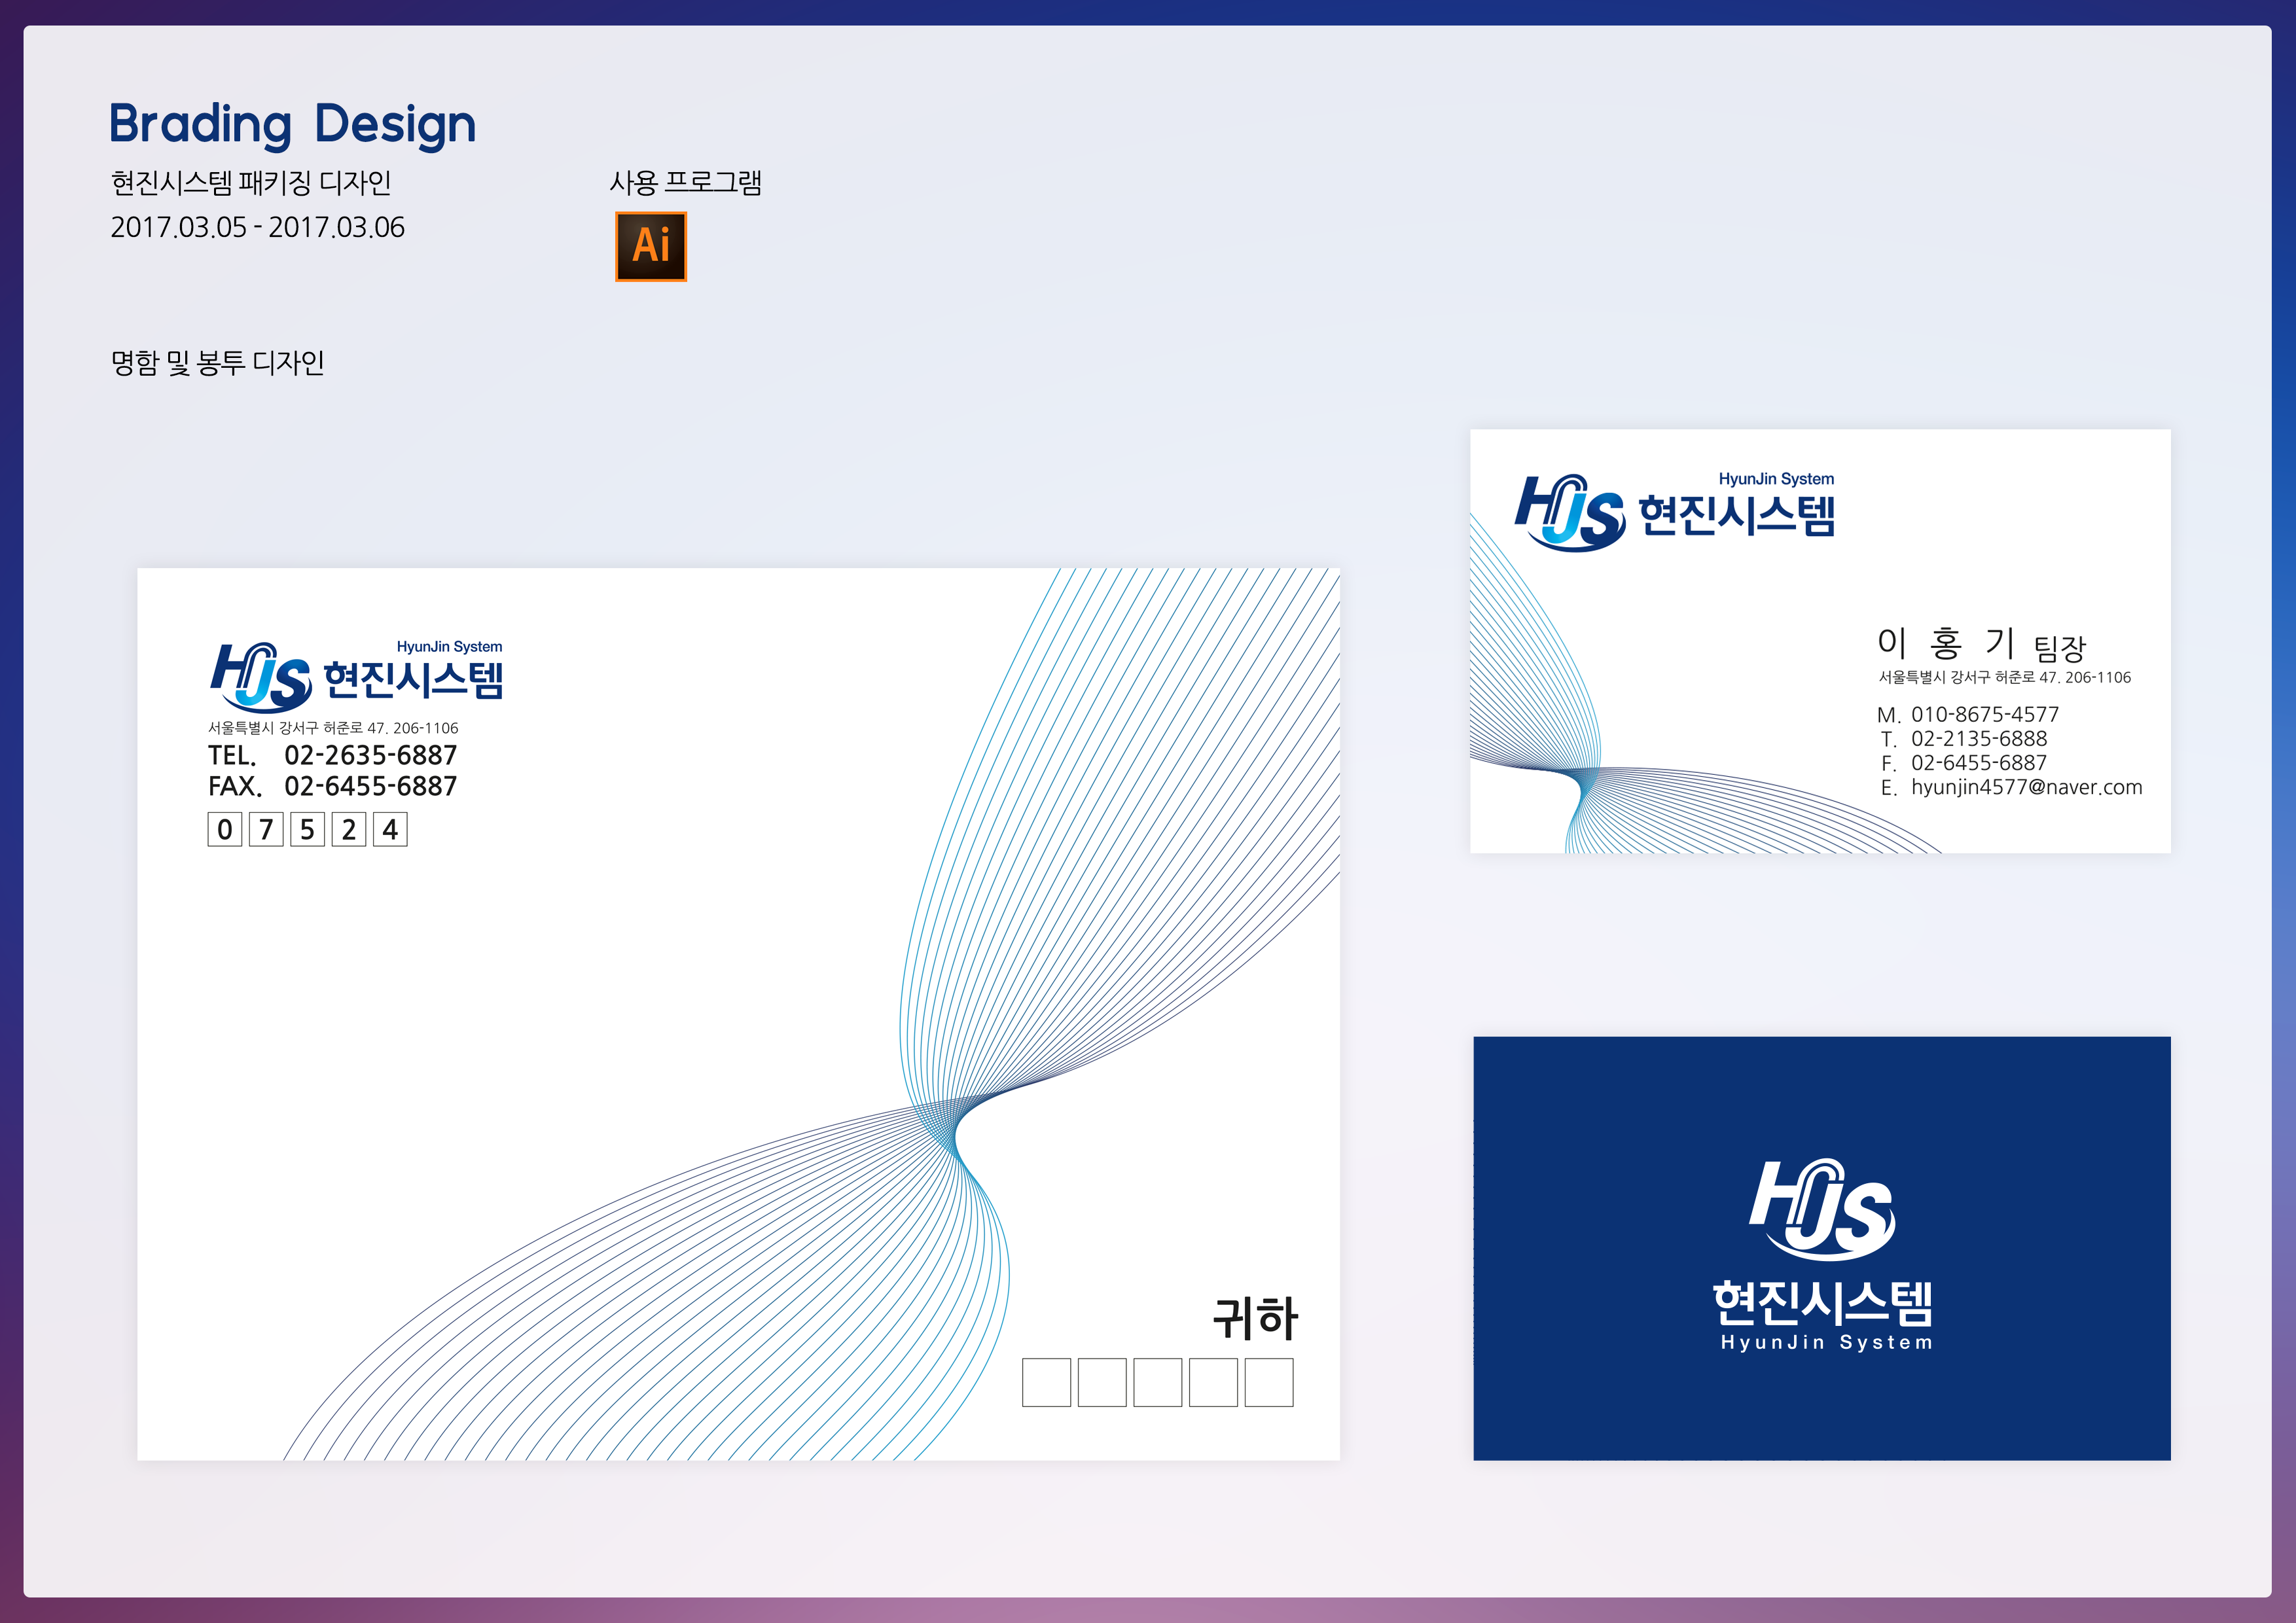 Brading Design
현진시스템 패키징 디자인
2017.03.05 - 2017.03.06
사용 프로그램
Ai
명함 및 봉투 디자인
HJS
HyunJin System
현진시스템
서울특별시 강서구 허준로 47. 206-1106
TEL. 02-2635-6887
FAX. 02-6455-6887
0 7 5 2 4
귀하
HJS
HyunJin System
현진시스템
이 홍 기 팀장
서울특별시 강서구 허준로 47. 206-1106
M. 010-8675-4577
T. 02-2135-6888
F. 02-6455-6887
E. hyunjin4577@naver.com
HJS
현진시스템
HyunJin System